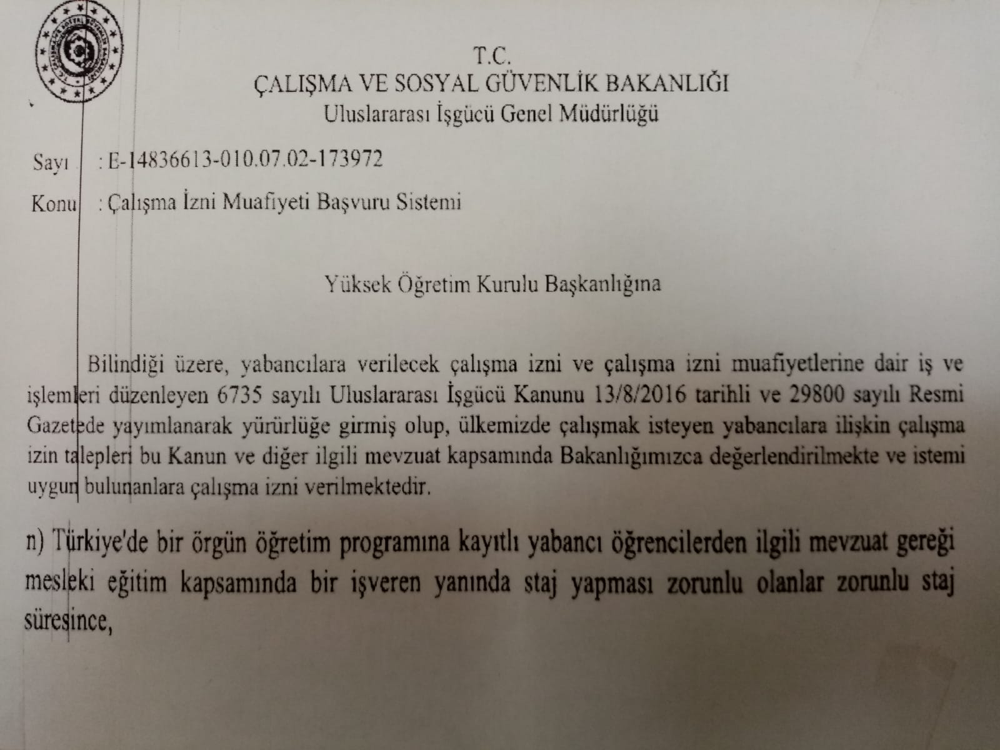 T.C.
ÇALIŞMA VE SOSYAL GÜVENLİK BAKANLIĞI
Uluslararası İşgücü Genel Müdürlüğü
Sayı : E-14836613-010.07.02-173972
Konu : Çalışma İzni Muafiyeti Başvuru Sistemi
Yüksek Öğretim Kurulu Başkanlığına
Bilindiği üzere, yabancılara verilecek çalışma izni ve çalışma izni muafiyetlerine dair iş ve
işlemleri düzenleyen 6735 sayılı Uluslararası İşgücü Kanunu 13/8/2016 tarihli ve 29800 sayılı Resmi
Gazetede yayımlanarak yürürlüğe girmiş olup, ülkemizde çalışmak isteyen yabancılara ilişkin çalışma
izin talepleri bu Kanun ve diğer ilgili mevzuat kapsamında Bakanlığımızca değerlendirilmekte ve istemi
uygun bulunanlara çalışma izni verilmektedir.
n) Türkiye'de bir örgün öğretim programına kayıtlı yabancı öğrencilerden ilgili mevzuat gereği
mesleki eğitim kapsamında bir işveren yanında staj yapması zorunlu olanlar zorunlu staj
süresince,